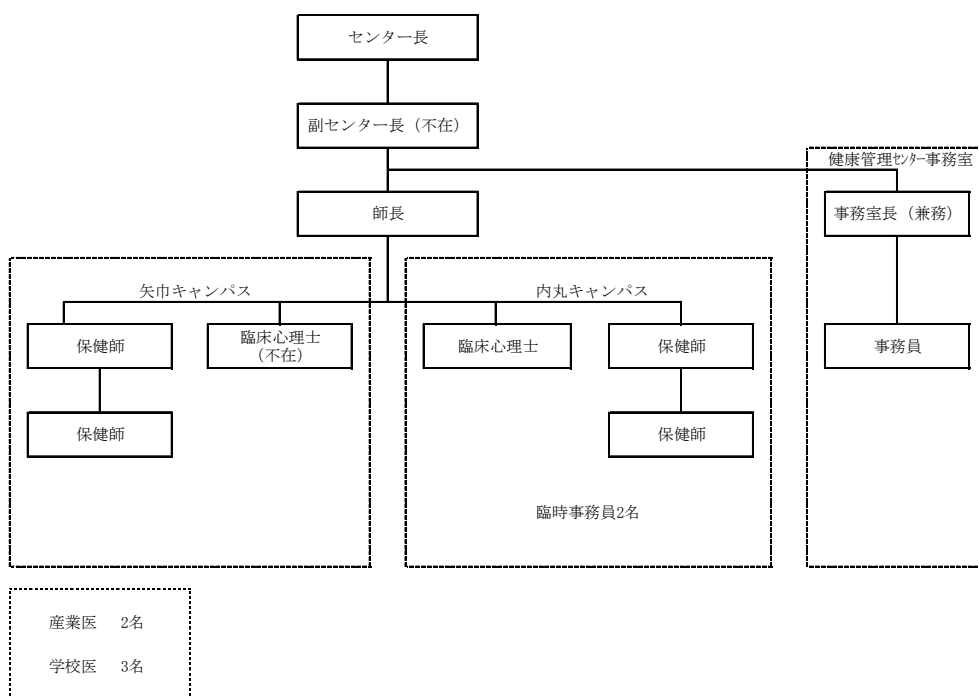 センター長
副センター長（不在）
健康管理ｾﾝﾀｰ事務室
師長
事務室長（兼務）
矢巾キャンパス
内丸キャンパス
保健師
臨床心理士
（不在）
臨床心理士
保健師
事務員
保健師
保健師
臨時事務員2名
産業医　2名
学校医　3名